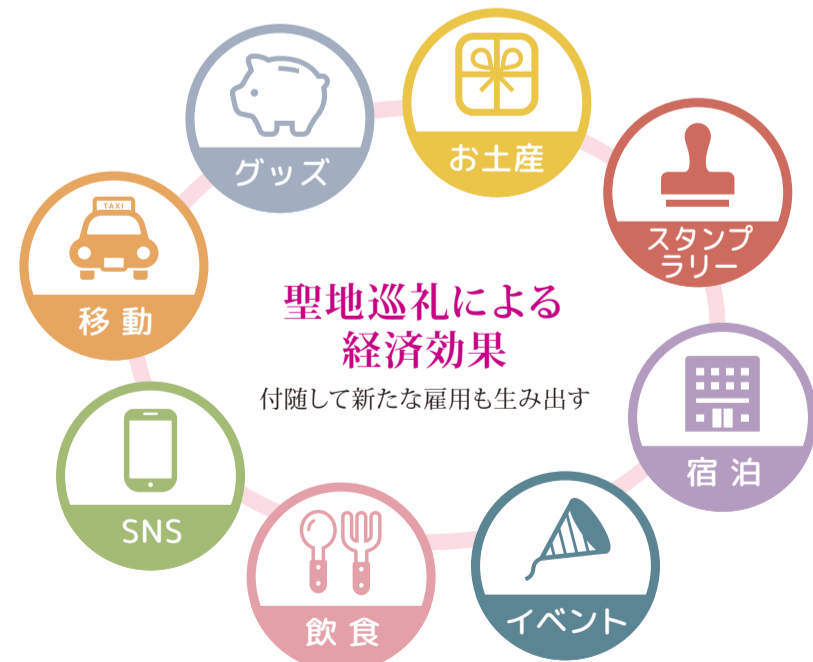 お土産
グッズ
スタンプ
ラリー
TAXI
移動
聖地巡礼による
経済効果
付随して新たな雇用も生み出す
宿泊
SNS
イベント
飲食